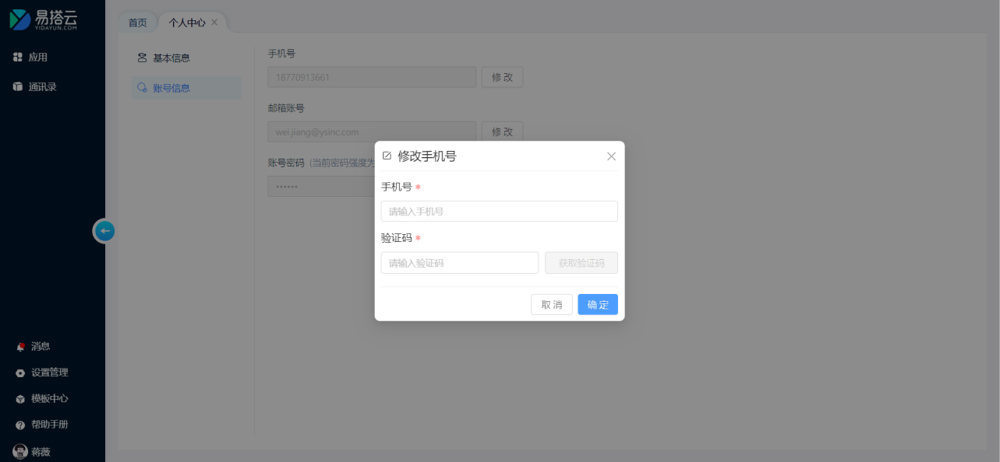 易搭云
YIDAYUN.COM
应用
通讯录
消息
设置管理
模板中心
帮助手册
蒋薇
首页
个人中心
基本信息
账号信息
手机号
18770913661
修 改
邮箱账号
wei.jiang@ysinc.com
修 改
账号密码 (当前密码强度为
••••••
修改手机号
手机号 *
请输入手机号
验证码 *
请输入验证码
获取验证码
取 消
确 定